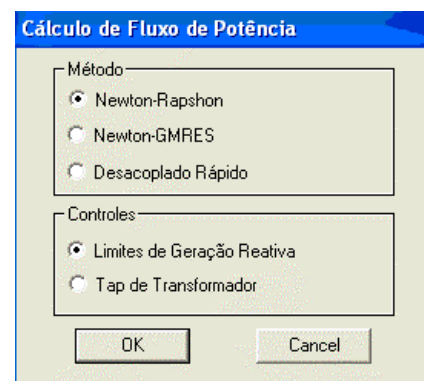 Cálculo de Fluxo de Potência
Método
Newton-Rapshon
Newton-GMRES
Desacoplado Rápido
Controles
Limites de Geração Reativa
Tap de Transformador
OK Cancel